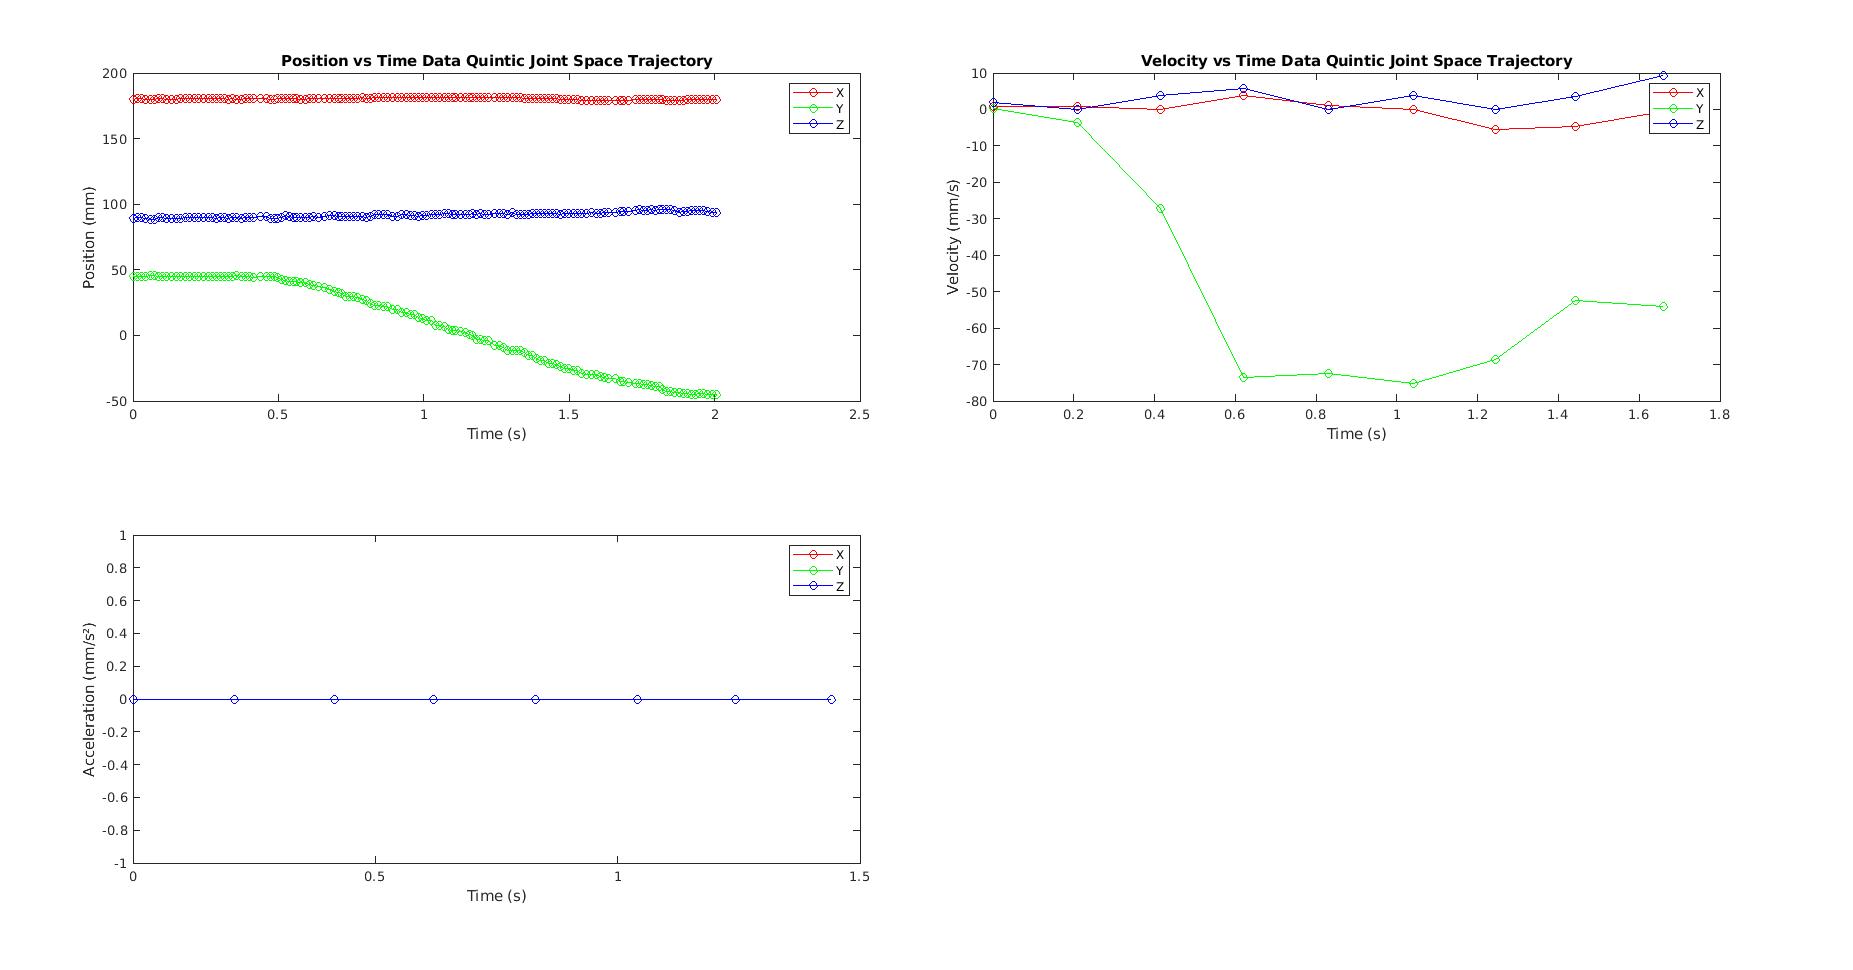 Position vs Time Data Quintic Joint Space Trajectory
200
150
100
50
0
-50
Position (mm)
0 0.5 1 1.5 2 2.5
Time (s)
X
Y
Z
Velocity vs Time Data Quintic Joint Space Trajectory
10
0
-10
-20
-30
-40
-50
-60
-70
-80
Velocity (mm/s)
0 0.2 0.4 0.6 0.8 1 1.2 1.4 1.6 1.8
Time (s)
X
Y
Z
1
0.8
0.6
0.4
0.2
0
-0.2
-0.4
-0.6
-0.8
-1
Acceleration (mm/s²)
0 0.5 1 1.5
Time (s)
X
Y
Z